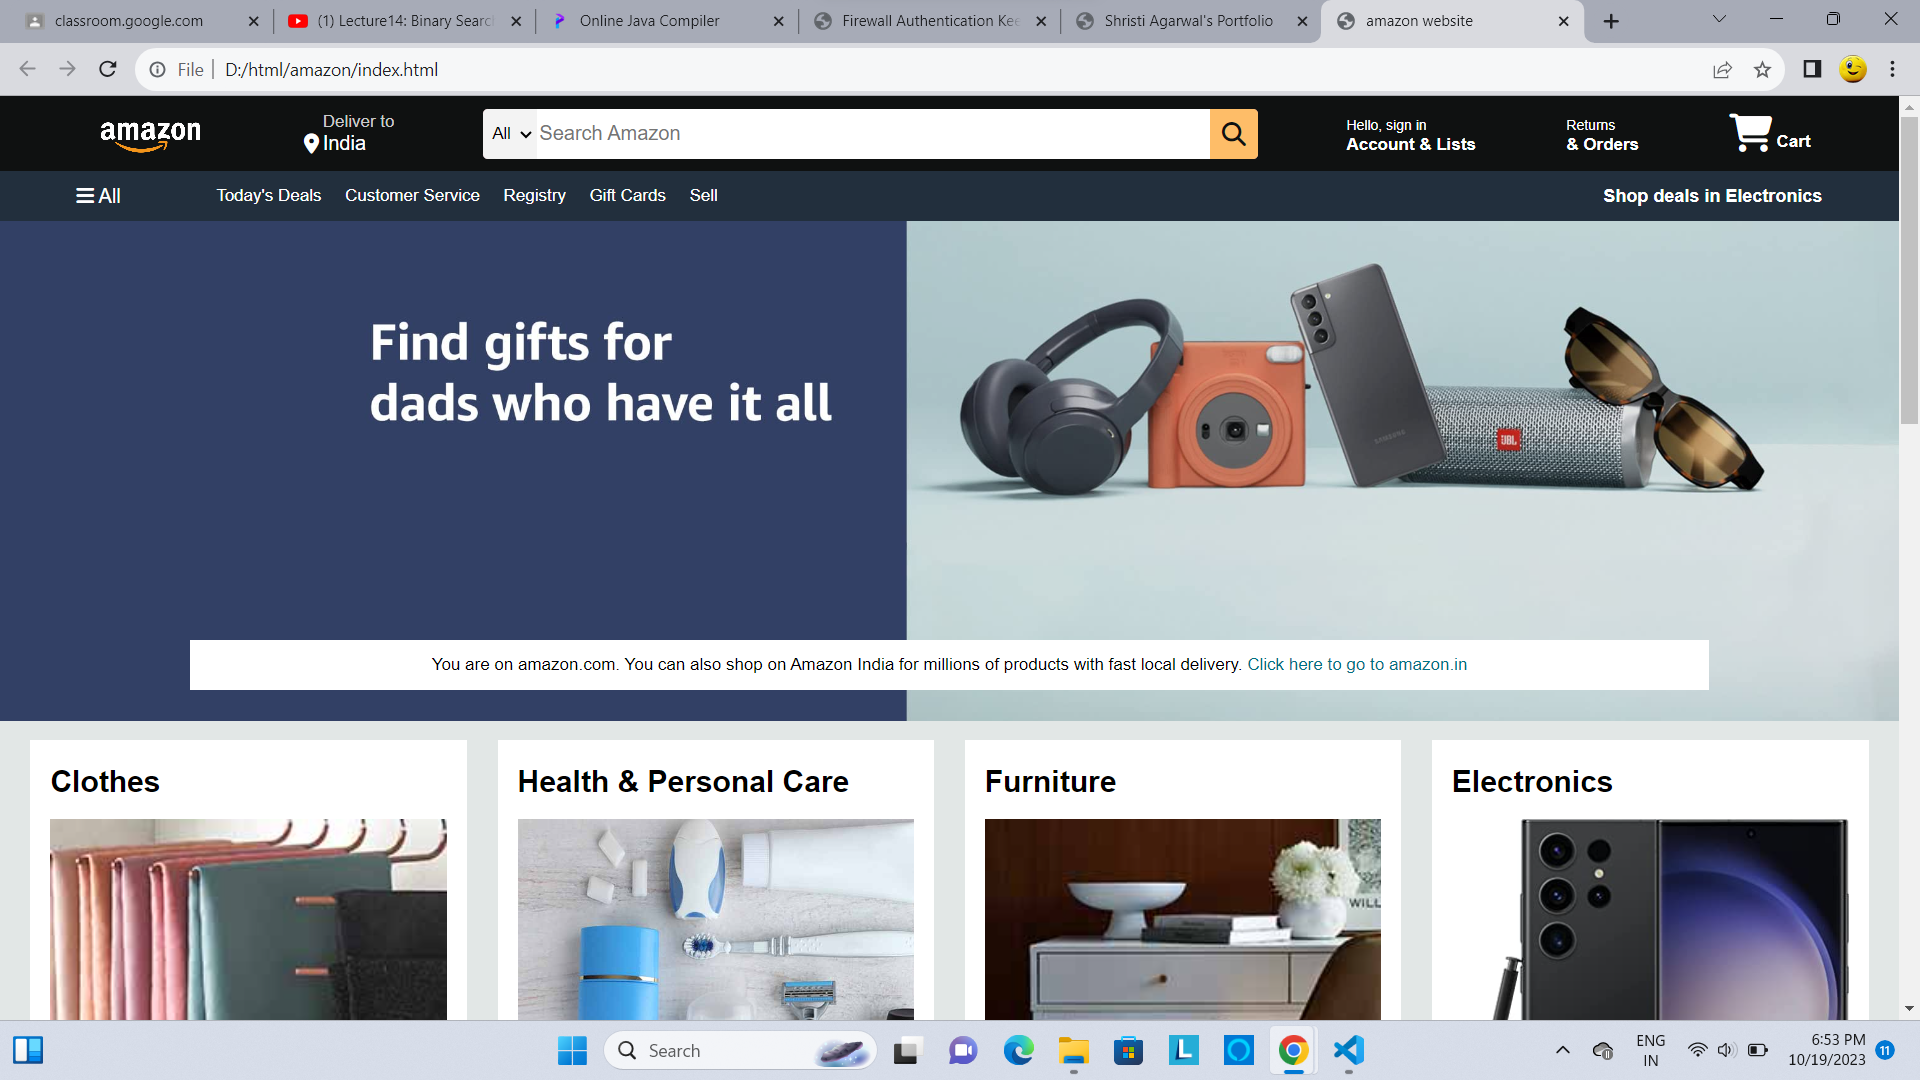 classroom.google.com
(1) Lecture14: Binary Searc
Online Java Compiler
Firewall Authentication Kee
Shristi Agarwal's Portfolio
amazon website
File D:/html/amazon/index.html
amazon
Deliver to
India
All
Search Amazon
Hello, sign in
Account & Lists
Returns
& Orders
Cart
All
Today's Deals
Customer Service
Registry
Gift Cards
Sell
Shop deals in Electronics
Find gifts for
dads who have it all
SAMSUNG
JBL
You are on amazon.com. You can also shop on Amazon India for millions of products with fast local delivery. Click here to go to amazon.in
Clothes
Health & Personal Care
Furniture
Electronics
WILL
Search
L
ENG
IN
6:53 PM
10/19/2023
11